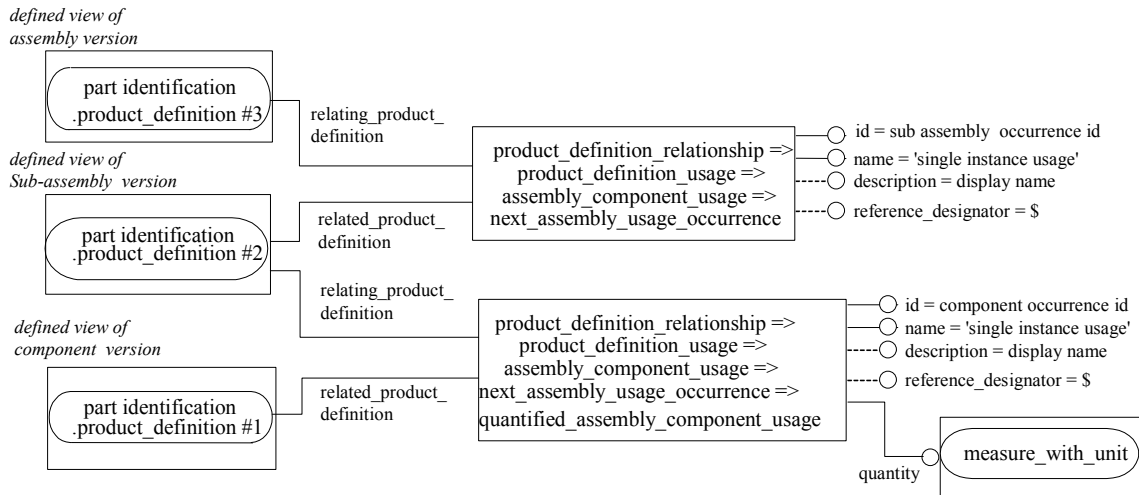 defined view of
assembly version
part identification
.product_definition #3
relating_product_
definition
product_definition_relationship =>
product_definition_usage =>
assembly_component_usage =>
next_assembly_usage_occurrence
id = sub assembly occurrence id
name = 'single instance usage'
description = display name
reference_designator = $
defined view of
Sub-assembly version
part identification
.product_definition #2
related_product_
definition
relating_product_
definition
product_definition_relationship =>
product_definition_usage =>
assembly_component_usage =>
next_assembly_usage_occurrence =>
quantified_assembly_component_usage
id = component occurrence id
name = 'single instance usage'
description = display name
reference_designator = $
defined view of
component version
part identification
.product_definition #1
related_product_
definition
quantity
measure_with_unit